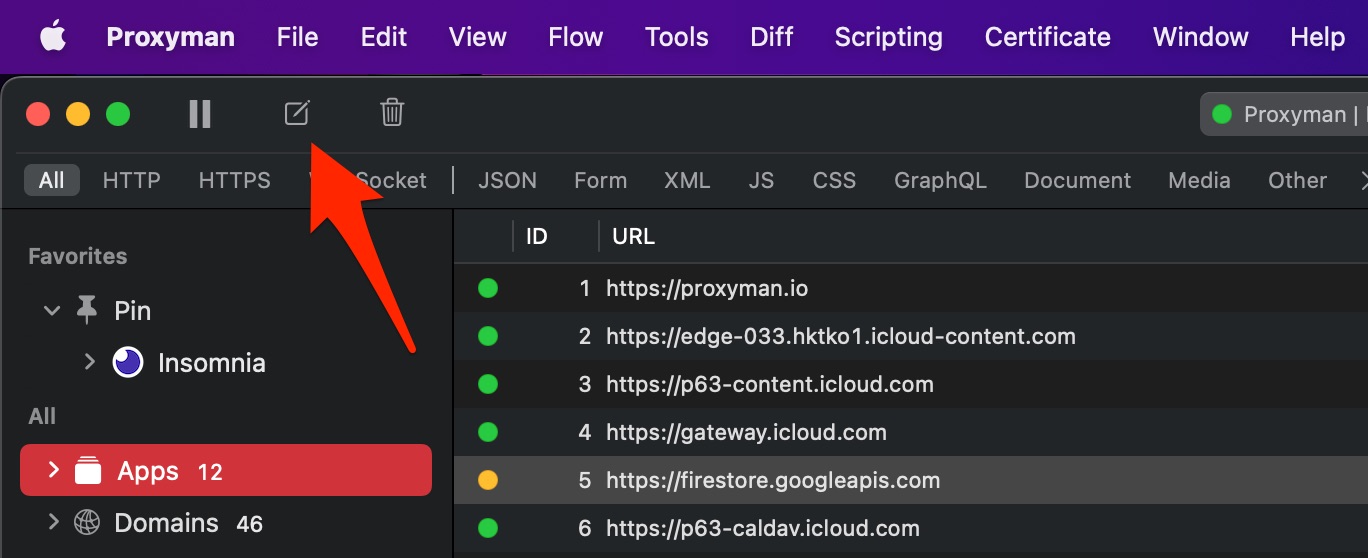 Proxyman File Edit View Flow Tools Diff Scripting Certificate Window Help
Proxyman |
All HTTP HTTPS Socket JSON Form XML JS CSS GraphQL Document Media Other
Favorites
ID URL
Pin
1 https://proxyman.io
Insomnia
2 https://edge-033.hktko1.icloud-content.com
3 https://p63-content.icloud.com
All
4 https://gateway.icloud.com
Apps 12
5 https://firestore.googleapis.com
Domains 46
6 https://p63-caldav.icloud.com